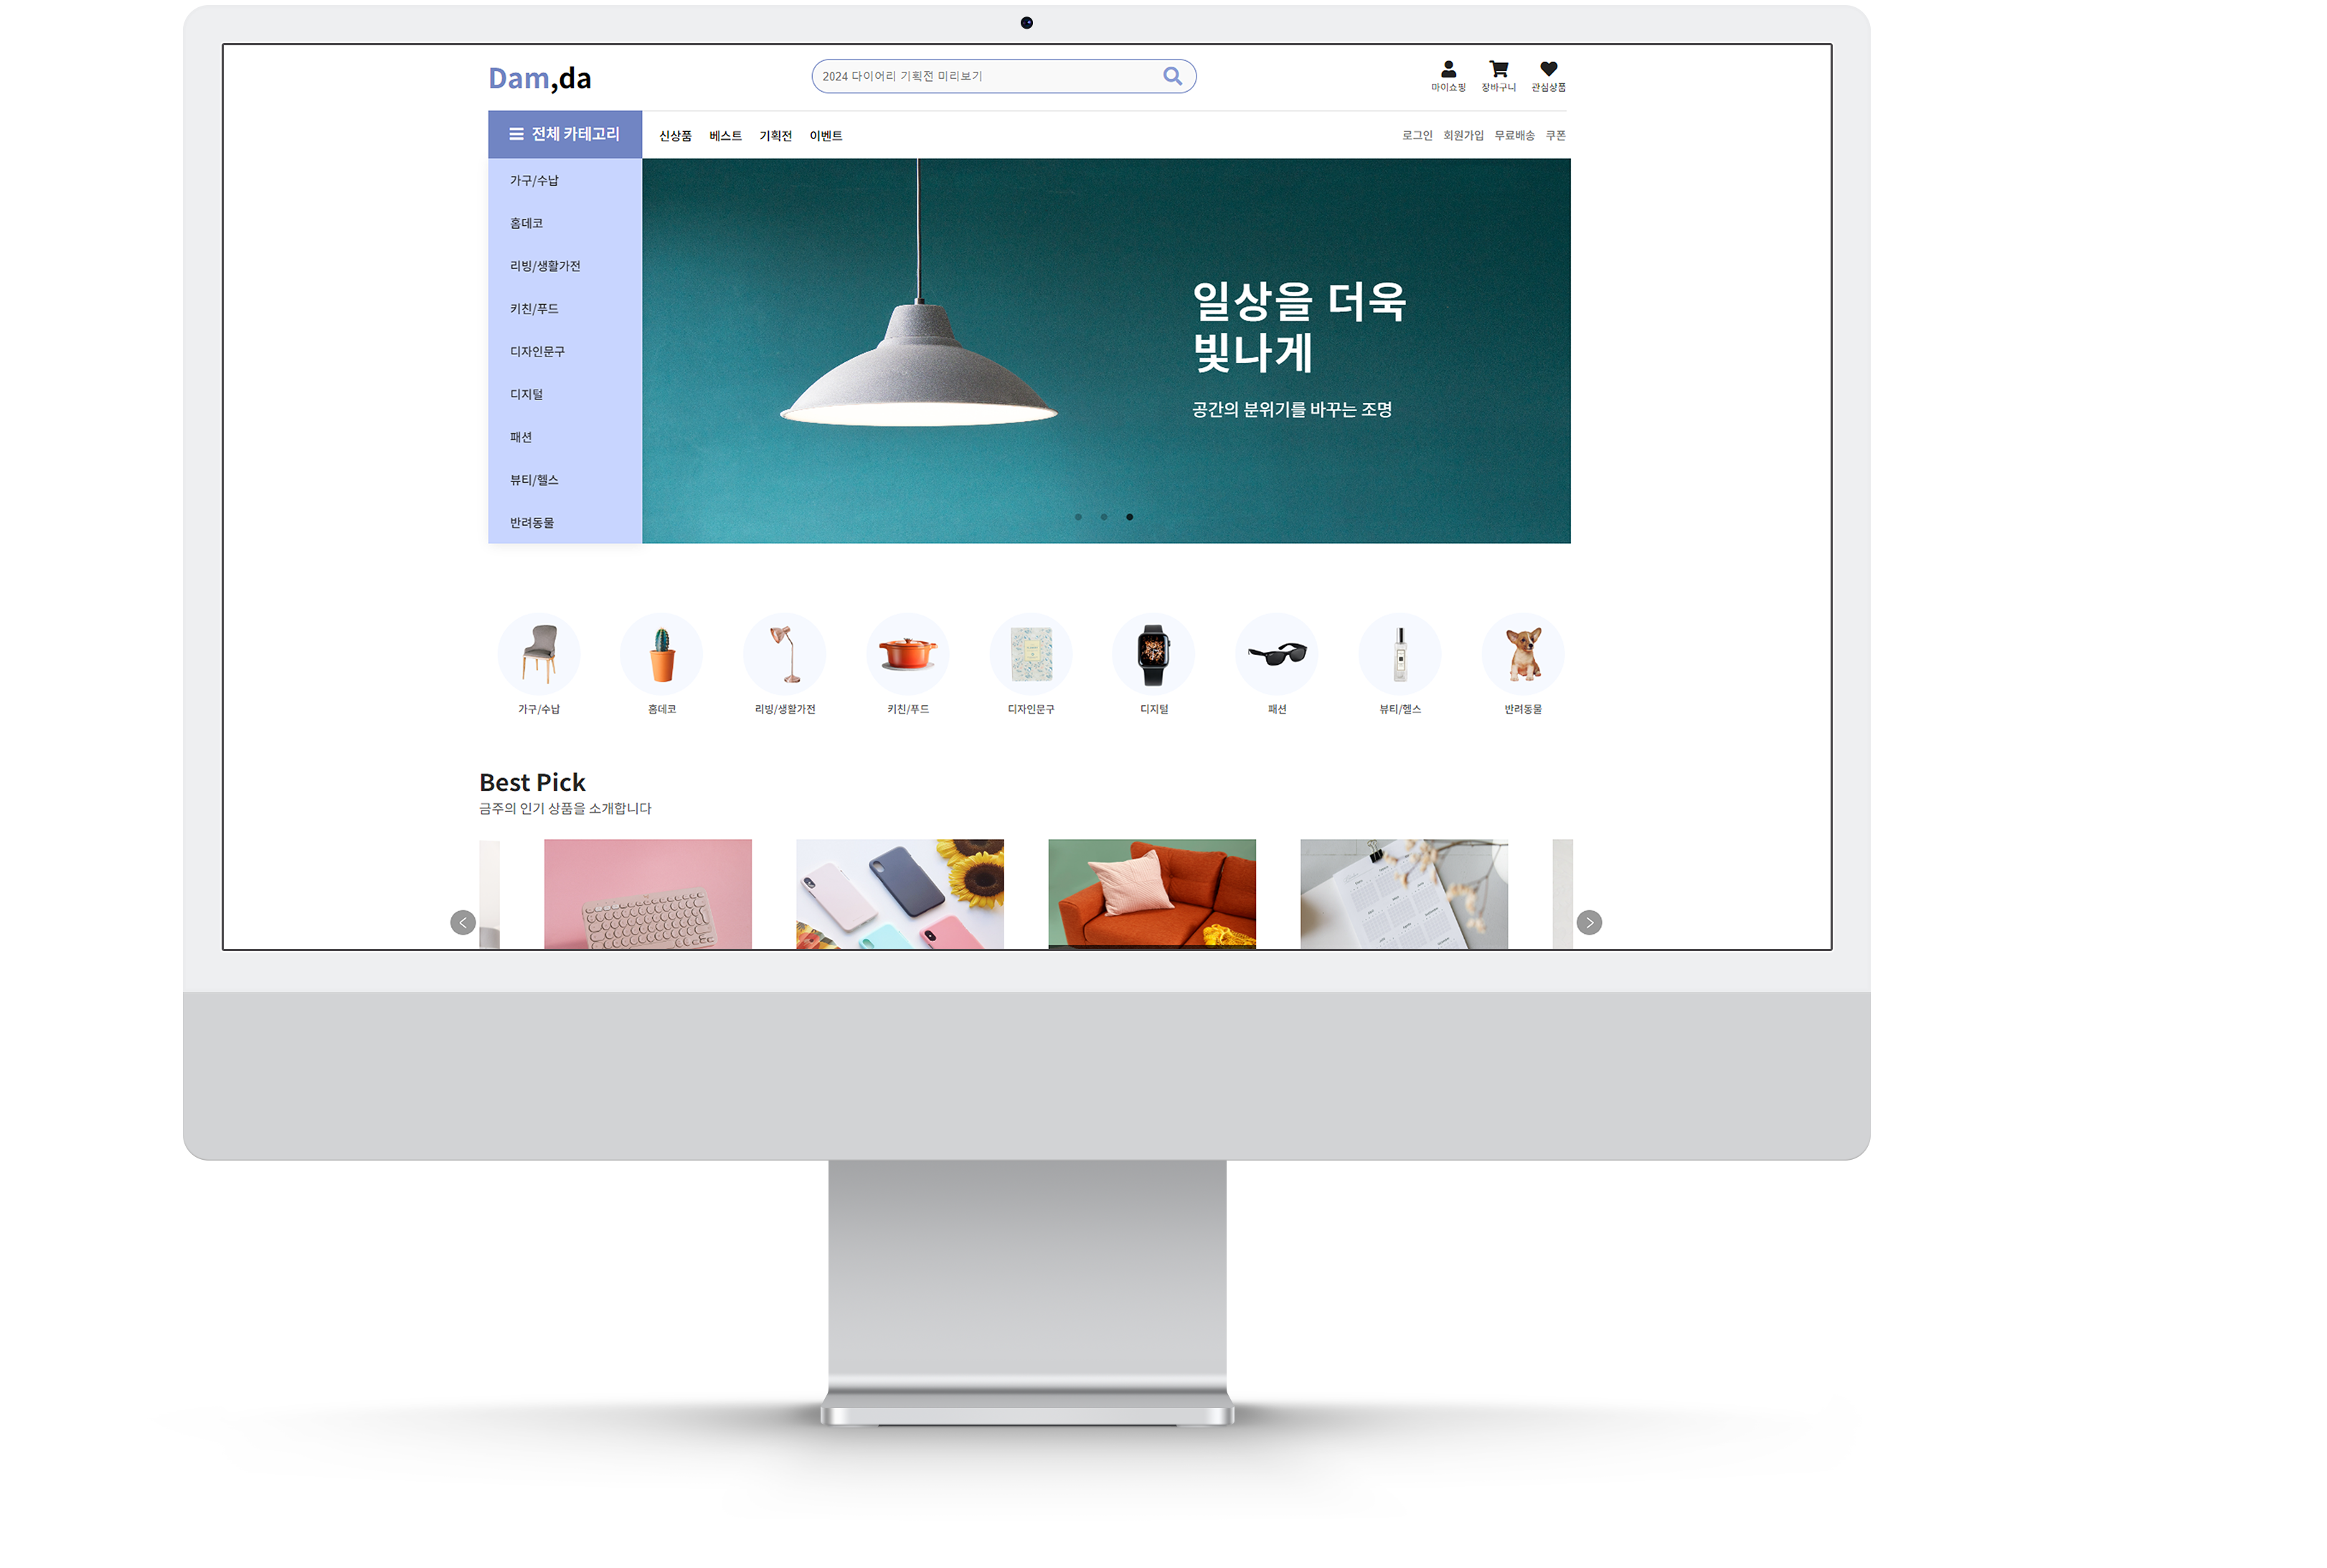 Dam,da
2024 다이어리 기획전 미리보기
마이쇼핑 장바구니 관심상품
전체 카테고리
신상품 베스트 기획전 이벤트
로그인 회원가입 무료배송 쿠폰
가구/수납
홈데코
리빙/생활가전
키친/푸드
디자인문구
디지털
패션
뷰티/헬스
반려동물
일상을 더욱
빛나게
공간의 분위기를 바꾸는 조명
가구/수납 홈데코 리빙/생활가전 키친/푸드 디자인문구 디지털 패션 뷰티/헬스 반려동물
Best Pick
금주의 인기 상품을 소개합니다